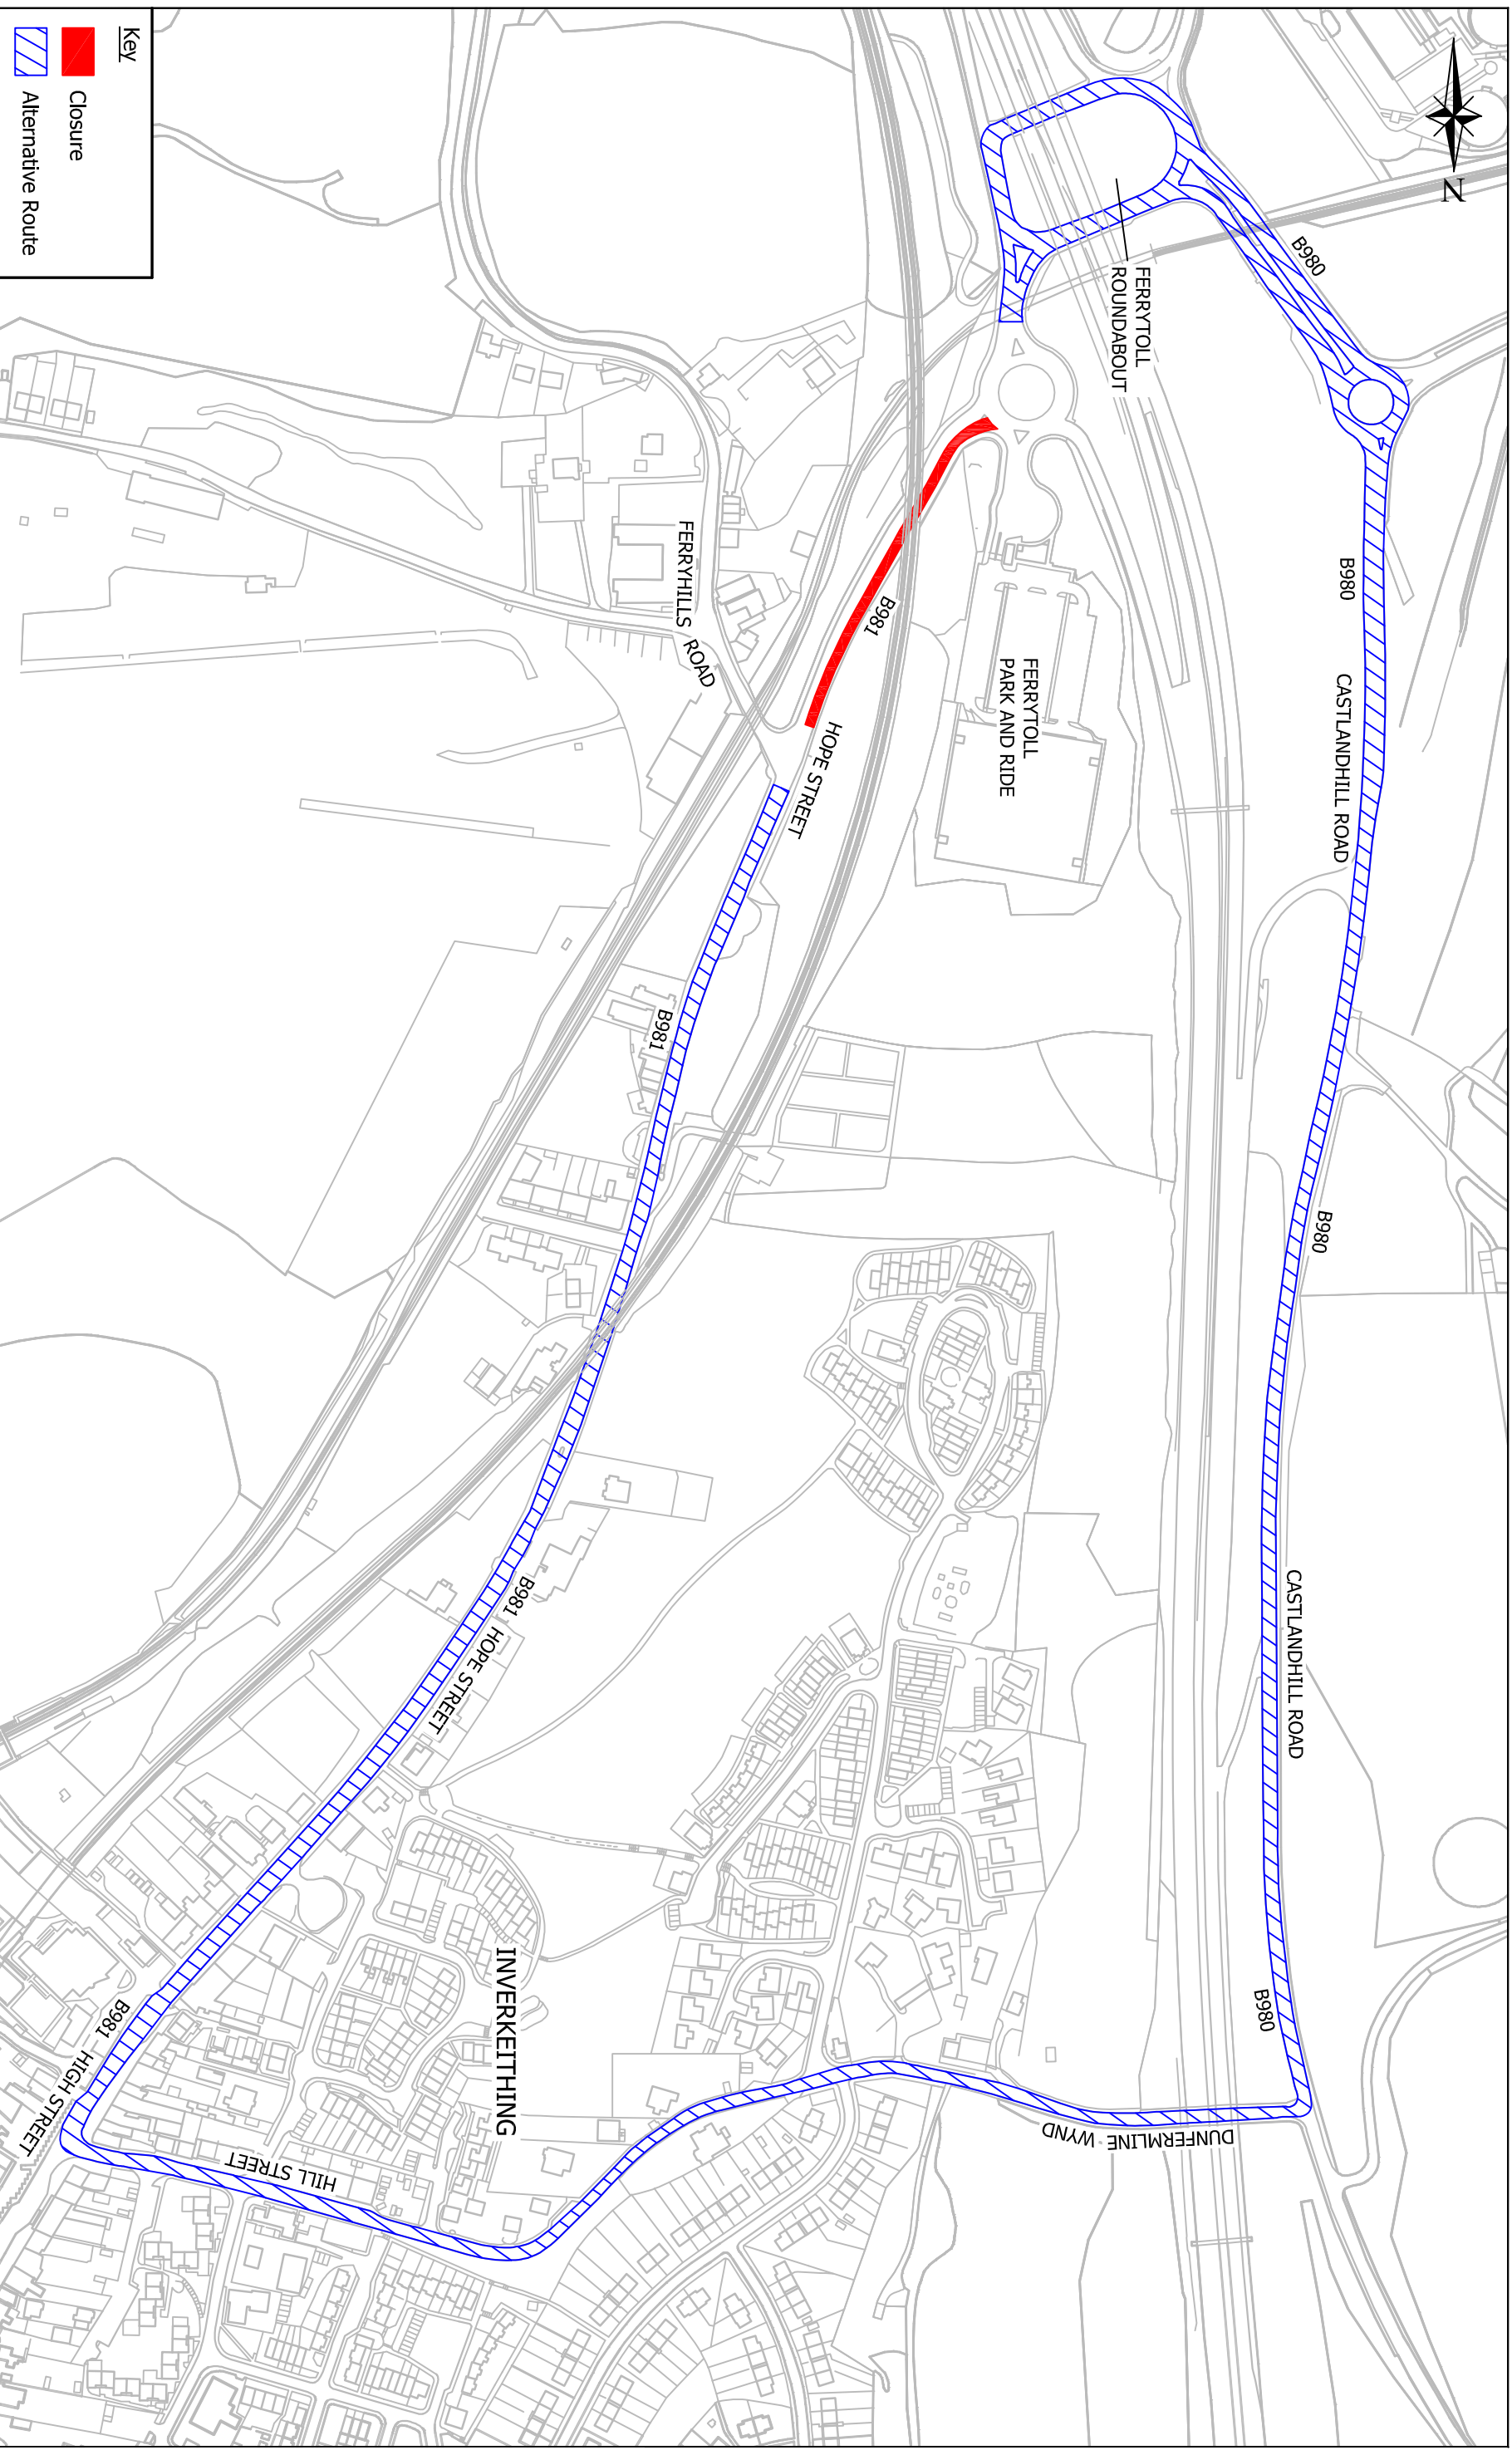 N
B980
FERRYTOLL
ROUNDABOUT
B980
CASTLANDHILL ROAD
B980
CASTLANDHILL ROAD
B980
DUNFERMLINE WYND
FERRYTOLL
PARK AND RIDE
B981
HOPE STREET
FERRYHILLS ROAD
B981
B981 HOPE STREET
INVERKEITHING
HILL STREET
B981 HIGH STREET
Key
Closure
Alternative Route